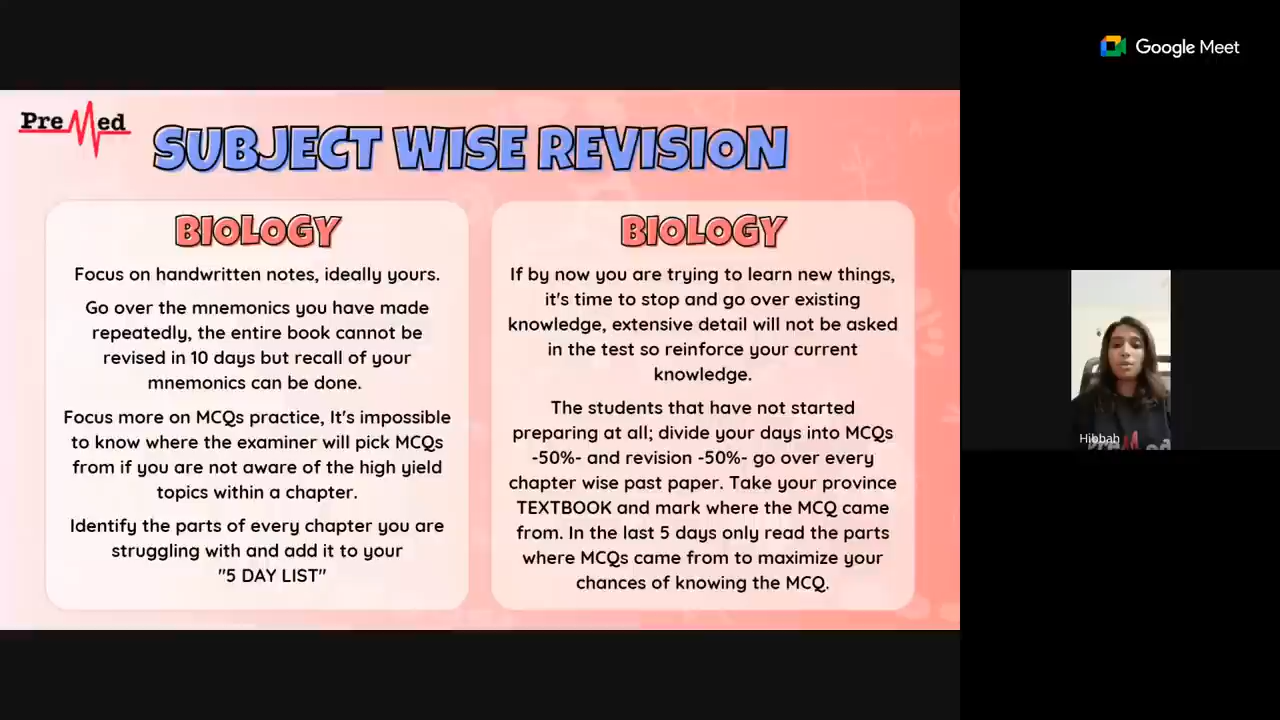 Google Meet
PreMed
SUBJECT WISE REVISION
BIOLOGY
Focus on handwritten notes, ideally yours.
Go over the mnemonics you have made
repeatedly, the entire book cannot be
revised in 10 days but recall of your
mnemonics can be done.
Focus more on MCQs practice, It's impossible
to know where the examiner will pick MCQs
from if you are not aware of the high yield
topics within a chapter.
Identify the parts of every chapter you are
struggling with and add it to your
"5 DAY LIST"
BIOLOGY
If by now you are trying to learn new things,
it's time to stop and go over existing
knowledge, extensive detail will not be asked
in the test so reinforce your current
knowledge.
The students that have not started
preparing at all; divide your days into MCQs
-50%- and revision -50%- go over every
chapter wise past paper. Take your province
TEXTBOOK and mark where the MCQ came
from. In the last 5 days only read the parts
where MCQs came from to maximize your
chances of knowing the MCQ.
Hibbah